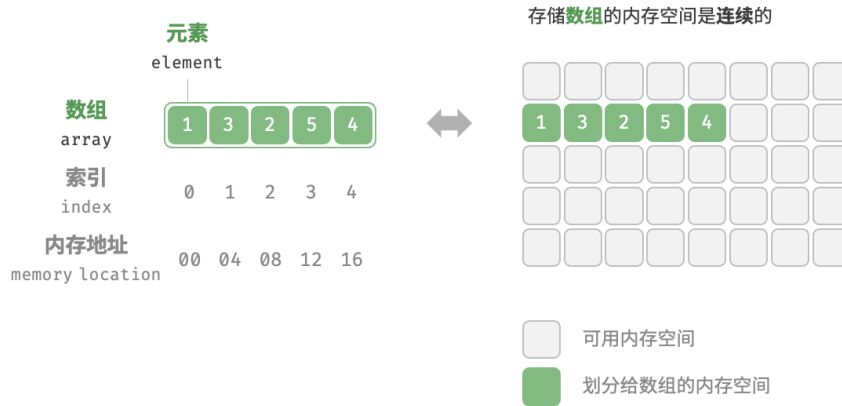 元素
element
数组
array
1 3 2 5 4
索引
index
0 1 2 3 4
内存地址
memory location
00 04 08 12 16
存储数组的内存空间是连续的
1 3 2 5 4
可用内存空间
划分给数组的内存空间